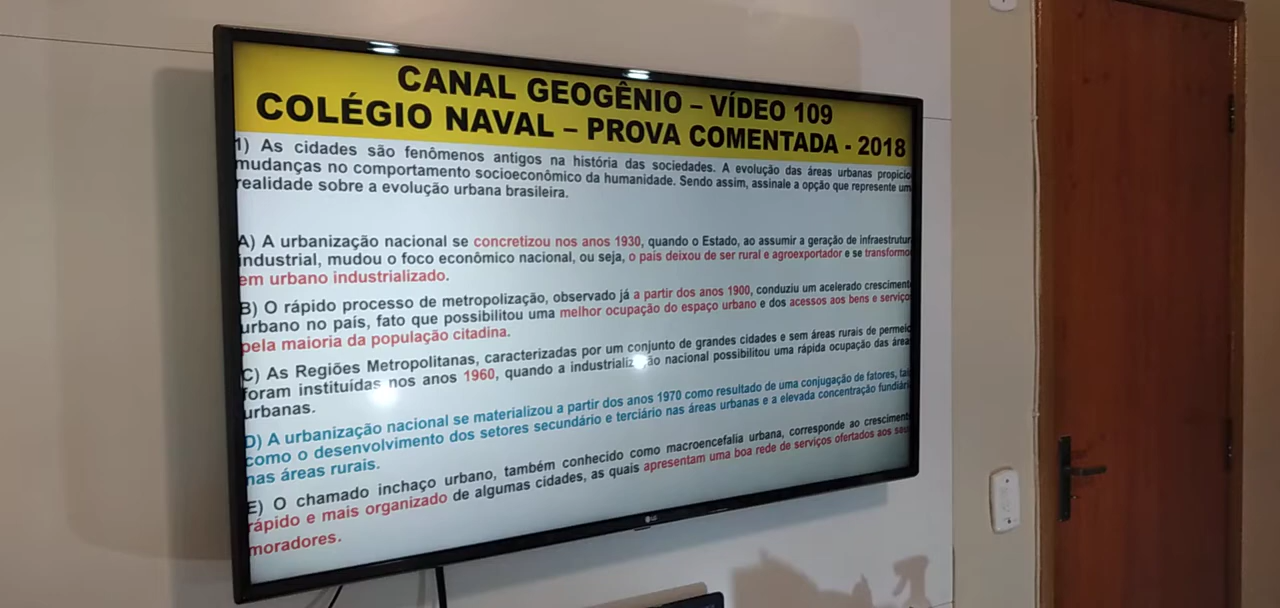 CANAL GEOGÊNIO – VÍDEO 109
COLÉGIO NAVAL – PROVA COMENTADA - 2018
1) As cidades são fenômenos antigos na história das sociedades. A evolução das áreas urbanas propicio
mudanças no comportamento socioeconômico da humanidade. Sendo assim, assinale a opção que represente um
realidade sobre a evolução urbana brasileira.
A) A urbanização nacional se concretizou nos anos 1930, quando o Estado, ao assumir a geração de infraestrutur
industrial, mudou o foco econômico nacional, ou seja, o país deixou de ser rural e agroexportador e se transformo
em urbano industrializado.
B) O rápido processo de metropolização, observado já a partir dos anos 1900, conduziu um acelerado cresciment
urbano no país, fato que possibilitou uma melhor ocupação do espaço urbano e dos acessos aos bens e serviço
pela maioria da população citadina.
C) As Regiões Metropolitanas, caracterizadas por um conjunto de grandes cidades e sem áreas rurais de permeio
foram instituídas nos anos 1960, quando a industrialização nacional possibilitou uma rápida ocupação das área
urbanas.
D) A urbanização nacional se materializou a partir dos anos 1970 como resultado de uma conjugação de fatores, tai
como o desenvolvimento dos setores secundário e terciário nas áreas urbanas e a elevada concentração fundiári
nas áreas rurais.
E) O chamado inchaço urbano, também conhecido como macroencefalia urbana, corresponde ao cresciment
rápido e mais organizado de algumas cidades, as quais apresentam uma boa rede de serviços ofertados aos seus
moradores.
LG